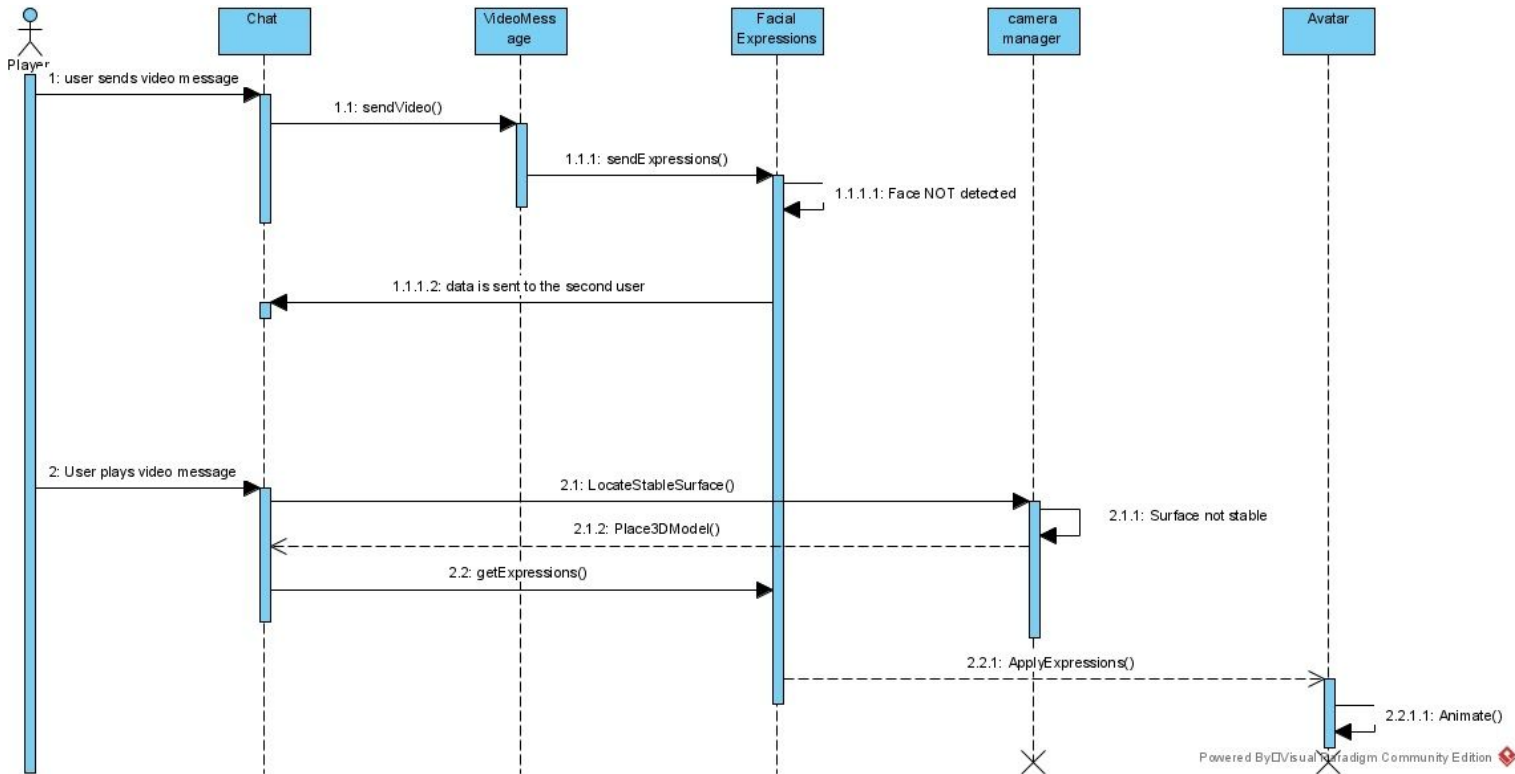 Chat
VideoMess
age
Facial
Expressions
camera
manager
Avatar
Player
1: user sends video message
1.1: sendVideo()
1.1.1: sendExpressions()
1.1.1.1: Face NOT detected
1.1.1.2: data is sent to the second user
2: User plays video message
2.1: LocateStableSurface()
2.1.1: Surface not stable
2.1.2: Place3DModel()
2.2: getExpressions()
2.2.1: ApplyExpressions()
2.2.1.1: Animate()
Powered By□Visual Paradigm Community Edition